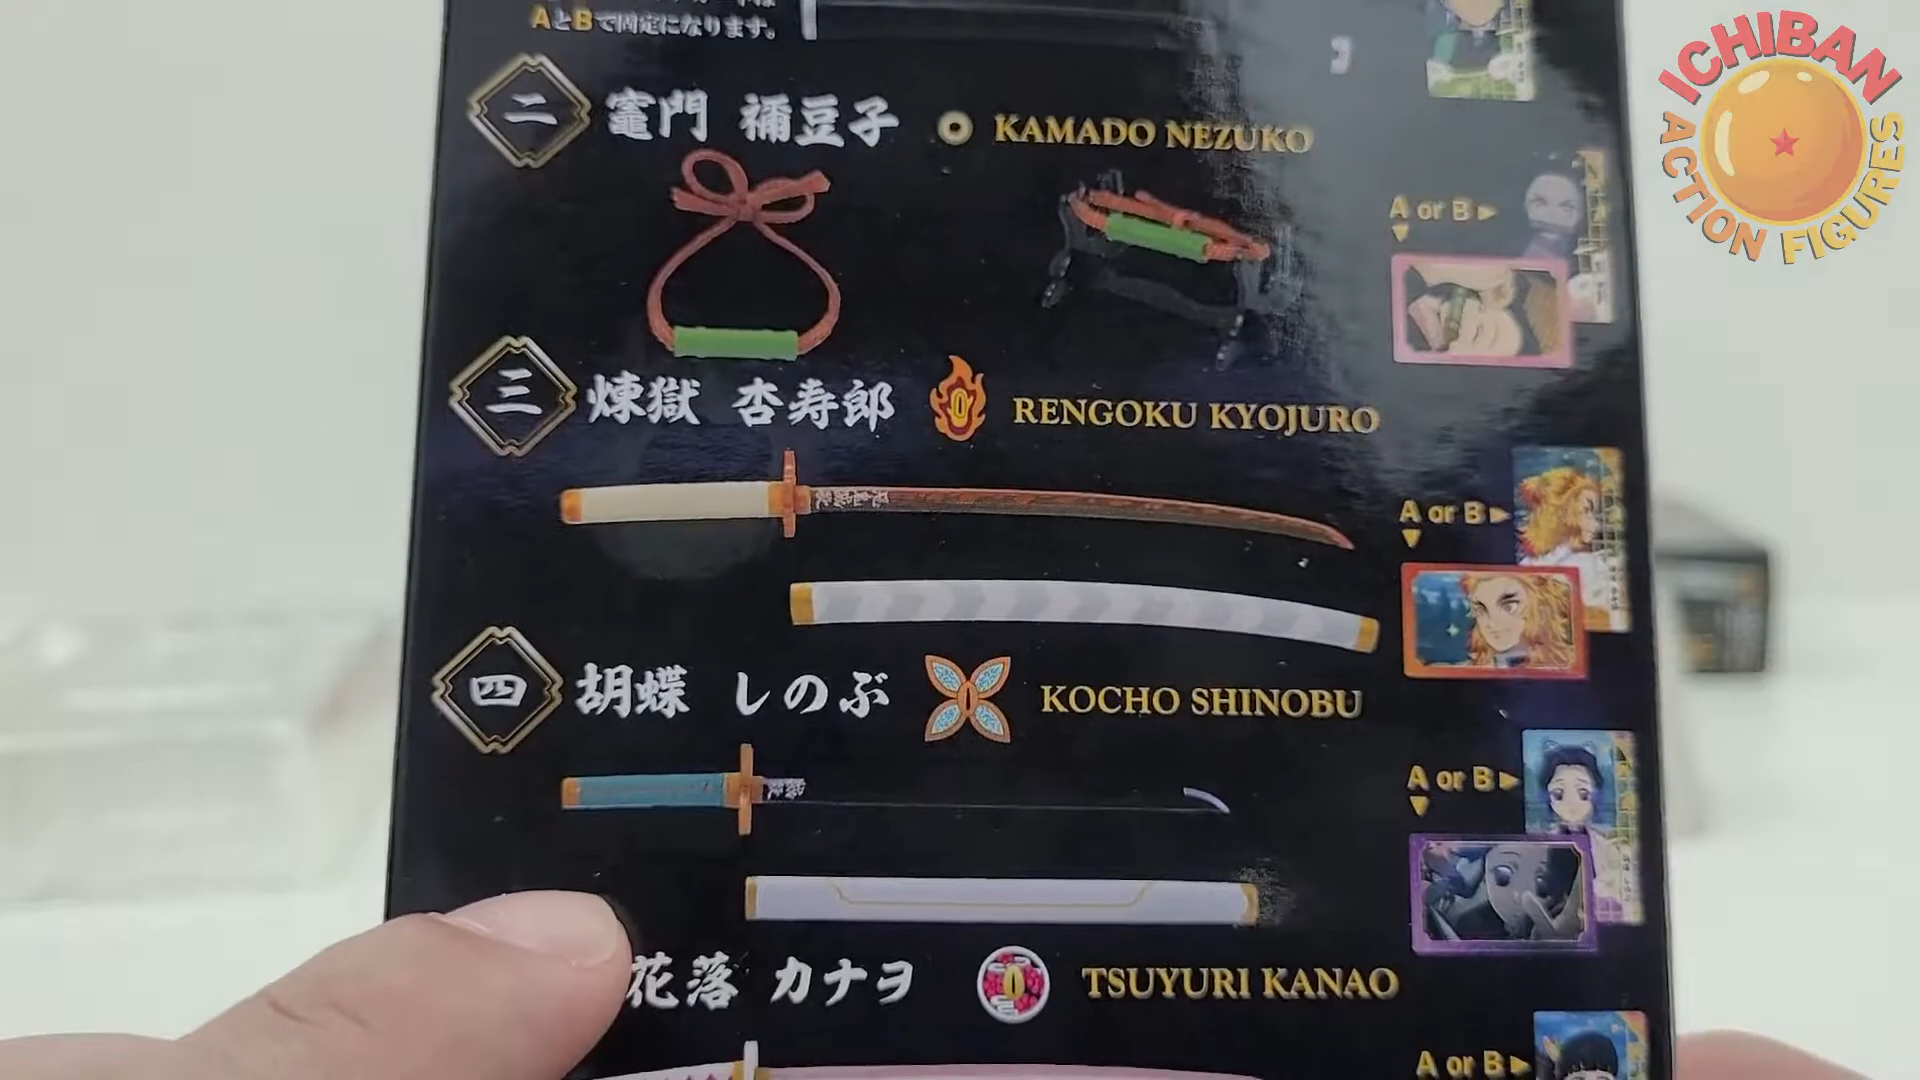 AとBで固定になります。
二 竈門 禰豆子 KAMADO NEZUKO
A or B
三 煉獄 杏寿郎 RENGOKU KYOJURO
A or B
四 胡蝶 しのぶ KOCHO SHINOBU
A or B
花落 カナヲ TSUYURI KANAO
A or B
ICHIBAN
ACTION FIGURES